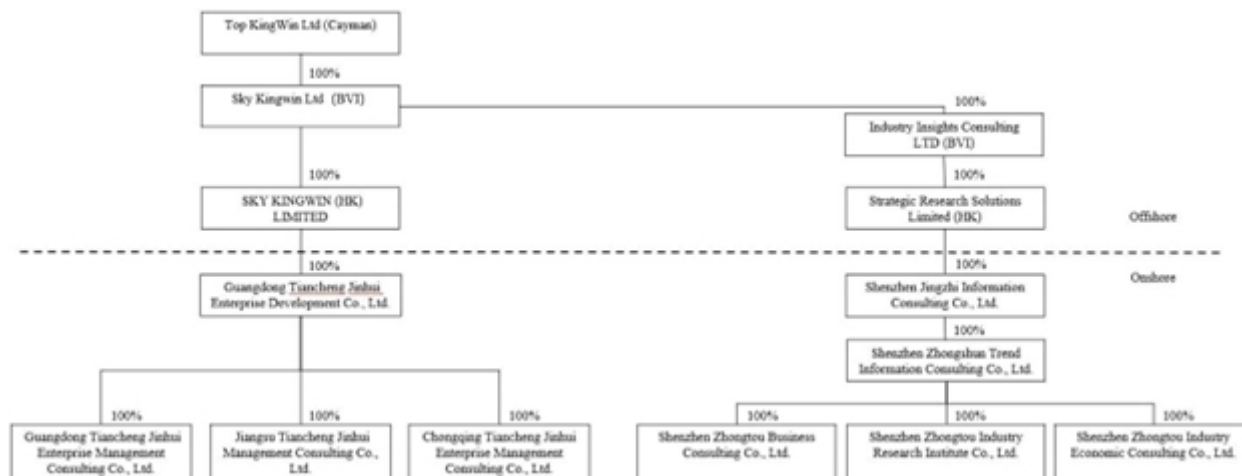 Top KingWin Ltd (Cayman)
100%
Sky Kingwin Ltd (BVI)
100%
Industry Insights Consulting
LTD (BVI)
100%
100%
SKY KINGWIN (HK)
LIMITED
Strategic Research Solutions
Limited (HK)
Offshore
100%
100%
Onshore
Guangdong Tiancheng Jinhui
Enterprise Development Co., Ltd.
Shenzhen Jingzhi Information
Consulting Co., Ltd.
100%
Shenzhen Zhongshun Trend
Information Consulting Co., Ltd.
100%
100%
100%
100%
100%
100%
Guangdong Tiancheng Jinhui
Enterprise Management
Consulting Co., Ltd.
Jiangsu Tiancheng Jinhui
Management Consulting Co.,
Ltd.
Chongqing Tiancheng Jinhui
Enterprise Management
Consulting Co., Ltd.
Shenzhen Zhongtou Business
Consulting Co., Ltd.
Shenzhen Zhongtou Industry
Research Institute Co., Ltd.
Shenzhen Zhongtou Industry
Economic Consulting Co., Ltd.